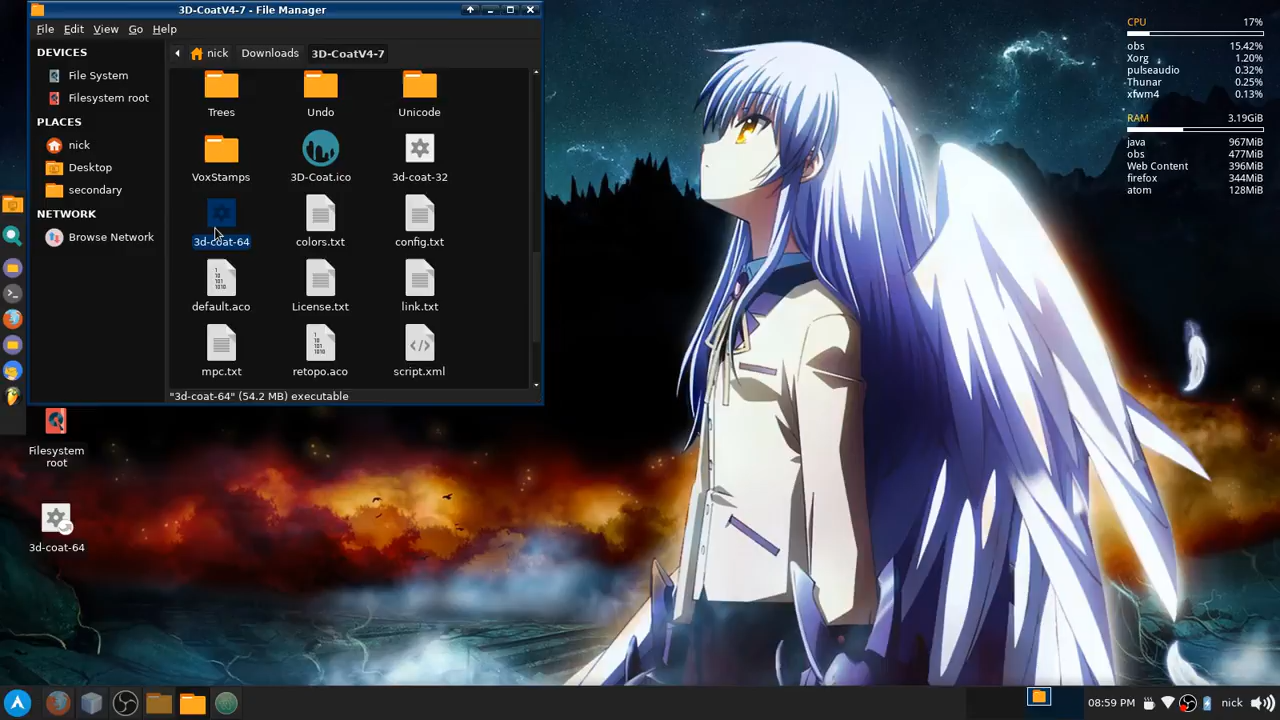 3D-CoatV4-7 - File Manager
File Edit View Go Help
DEVICES
File System
Filesystem root
PLACES
nick
Desktop
secondary
NETWORK
Browse Network
nick Downloads 3D-CoatV4-7
Trees Undo Unicode
VoxStamps 3D-Coat.ico 3d-coat-32
3d-coat-64 colors.txt config.txt
default.aco License.txt link.txt
mpc.txt retopo.aco script.xml
"3d-coat-64" (54.2 MB) executable
Filesystem
root
3d-coat-64
CPU 17%
obs 15.42%
Xorg 1.20%
pulseaudio 0.32%
Thunar 0.25%
xfwm4 0.13%
RAM 3.19GiB
java 967MiB
obs 477MiB
Web Content 396MiB
firefox 344MiB
atom 128MiB
08:59 PM nick